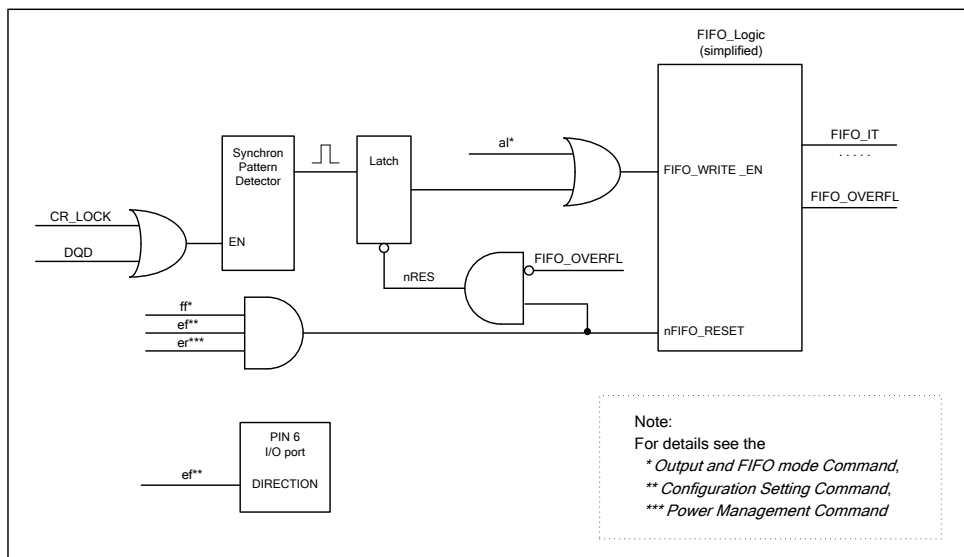 FIFO_Logic
(simplified)
FIFO_IT
. . . . .
FIFO_OVERFL
al*
FIFO_WRITE _EN
Synchron
Pattern
Detector
Latch
CR_LOCK
EN
DQD
FIFO_OVERFL
nRES
ff*
ef**
er***
nFIFO_RESET
PIN 6
I/O port
ef**
DIRECTION
Note:
For details see the
* Output and FIFO mode Command,
** Configuration Setting Command,
*** Power Management Command